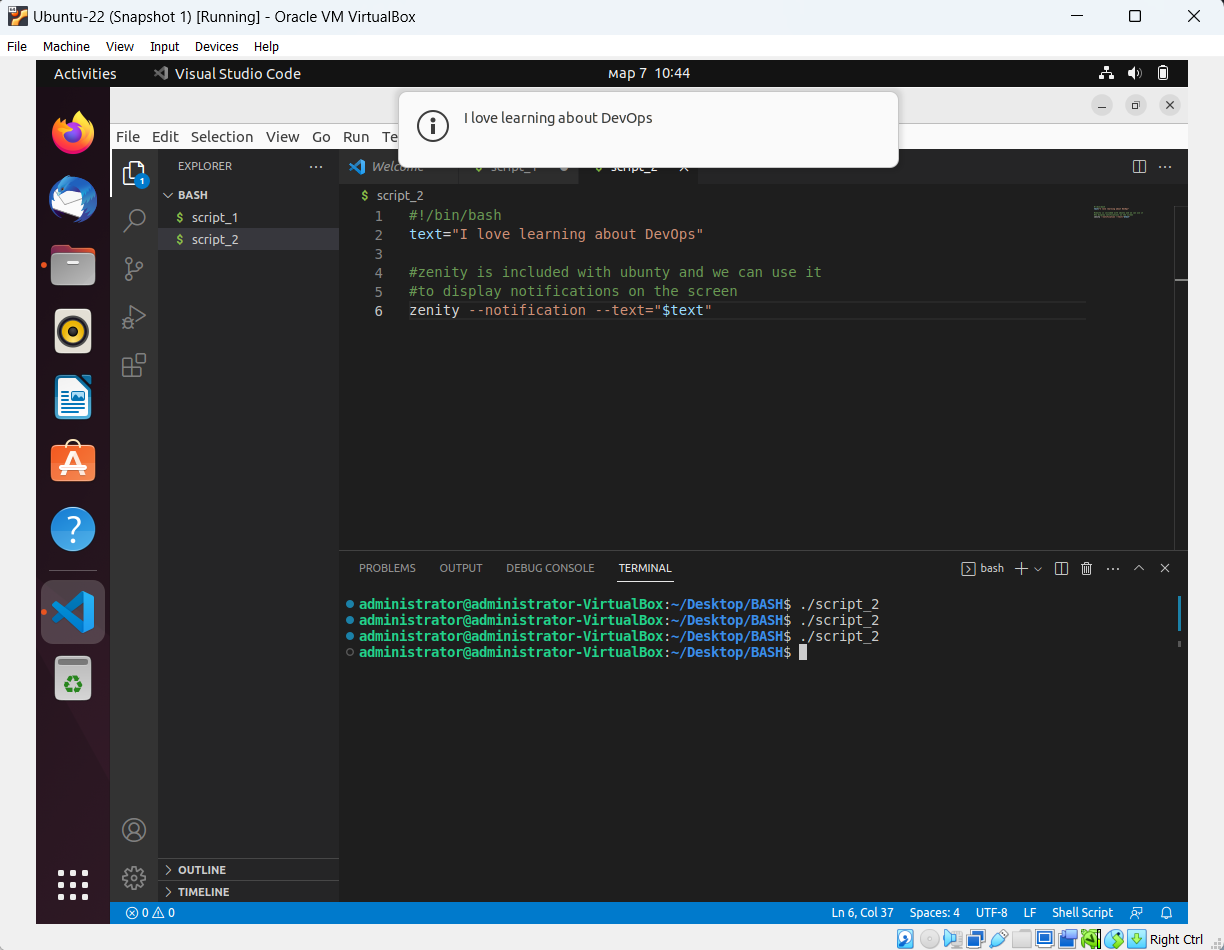 Ubuntu-22 (Snapshot 1) [Running] - Oracle VM VirtualBox
File Machine View Input Devices Help
Activities Visual Studio Code мар 7 10:44
I love learning about DevOps
File Edit Selection View Go Run Te
EXPLORER
Welcome script_1 script_2
BASH
script_1
script_2
$ script_2
1 #!/bin/bash
2 text="I love learning about DevOps"
3
4 #zenity is included with ubunty and we can use it
5 #to display notifications on the screen
6 zenity --notification --text="$text"
PROBLEMS OUTPUT DEBUG CONSOLE TERMINAL bash
administrator@administrator-VirtualBox:~/Desktop/BASH$ ./script_2
administrator@administrator-VirtualBox:~/Desktop/BASH$ ./script_2
administrator@administrator-VirtualBox:~/Desktop/BASH$ ./script_2
administrator@administrator-VirtualBox:~/Desktop/BASH$
OUTLINE
TIMELINE
0 0 Ln 6, Col 37 Spaces: 4 UTF-8 LF Shell Script
Right Ctrl